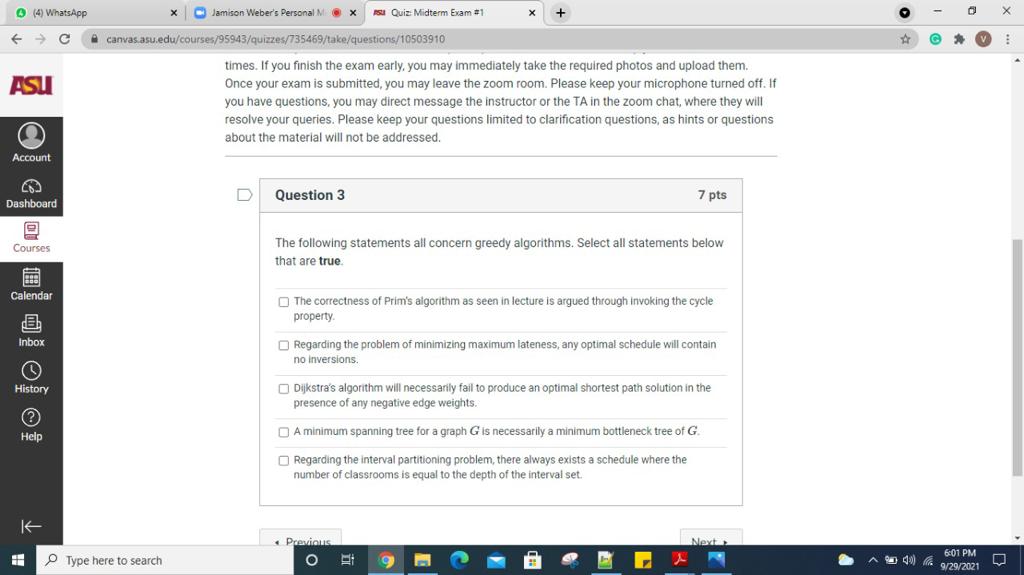 (4) WhatsApp
Jamison Weber's Personal M
ASU Quiz: Midterm Exam #1
canvas.asu.edu/courses/95943/quizzes/735469/take/questions/10503910
V
times. If you finish the exam early, you may immediately take the required photos and upload them.
Once your exam is submitted, you may leave the zoom room. Please keep your microphone turned off. If
you have questions, you may direct message the instructor or the TA in the zoom chat, where they will
resolve your queries. Please keep your questions limited to clarification questions, as hints or questions
about the material will not be addressed.
ASU
Account
Dashboard
Courses
Calendar
Inbox
History
Help
Question 3
7 pts
The following statements all concern greedy algorithms. Select all statements below
that are true.
The correctness of Prim's algorithm as seen in lecture is argued through invoking the cycle
property.
Regarding the problem of minimizing maximum lateness, any optimal schedule will contain
no inversions.
Dijkstra's algorithm will necessarily fail to produce an optimal shortest path solution in the
presence of any negative edge weights.
A minimum spanning tree for a graph G is necessarily a minimum bottleneck tree of G.
Regarding the interval partitioning problem, there always exists a schedule where the
number of classrooms is equal to the depth of the interval set.
Previous
Next
Type here to search
6:01 PM
9/29/2021